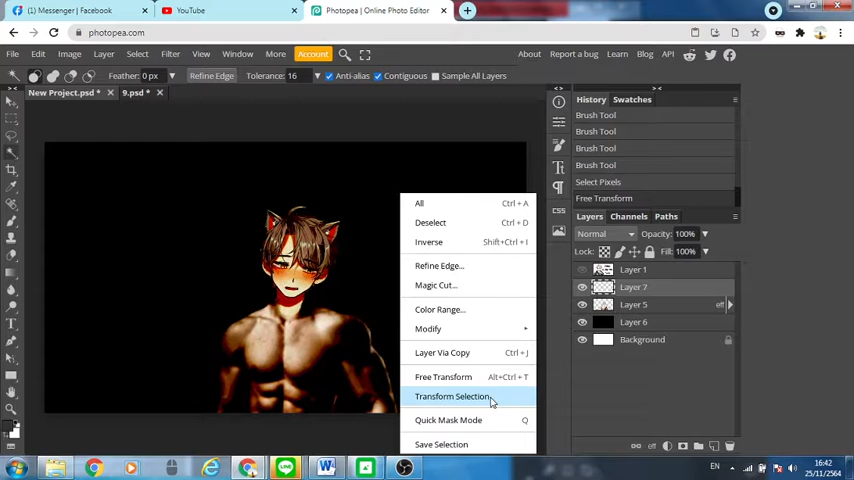 (1) Messenger | Facebook
YouTube
Photopea | Online Photo Editor
photopea.com
File Edit Image Layer Select Filter View Window More Account About Report a bug Learn Blog API
Feather: 0 px Refine Edge Tolerance: 16 Anti-alias Contiguous Sample All Layers
New Project.psd * 9.psd *
History Swatches
Brush Tool
Brush Tool
Brush Tool
Brush Tool
Select Pixels
Free Transform
Layers Channels Paths
Normal Opacity: 100%
Lock: Fill: 100%
Layer 1
Layer 7
Layer 5 eff
Layer 6
Background
CSS
All Ctrl + A
Deselect Ctrl + D
Inverse Shift+Ctrl + I
Refine Edge...
Magic Cut...
Color Range...
Modify
Layer Via Copy Ctrl + J
Free Transform Alt+Ctrl + T
Transform Selection
Quick Mask Mode Q
Save Selection
eff
EN
16:42
25/11/2564